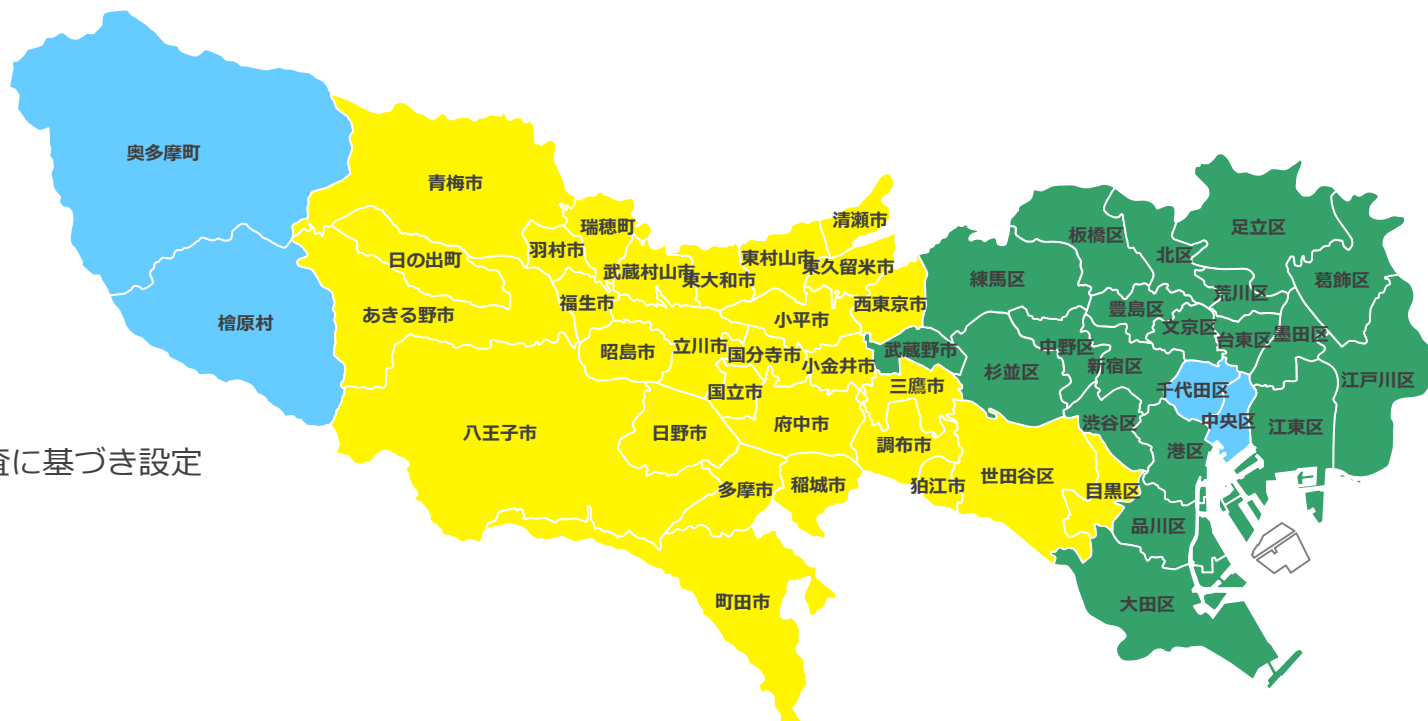 奥多摩町
檜原村
青梅市
日の出町
あきる野市
羽村市
瑞穂町
福生市
武蔵村山市
東大和市
東村山市
清瀬市
東久留米市
西東京市
小平市
昭島市
立川市
国分寺市
小金井市
武蔵野市
三鷹市
国立市
八王子市
日野市
府中市
調布市
多摩市
稲城市
狛江市
町田市
世田谷区
目黒区
練馬区
板橋区
北区
足立区
葛飾区
荒川区
豊島区
文京区
台東区
墨田区
中野区
杉並区
新宿区
千代田区
中央区
江戸川区
江東区
渋谷区
港区
品川区
大田区
査に基づき設定